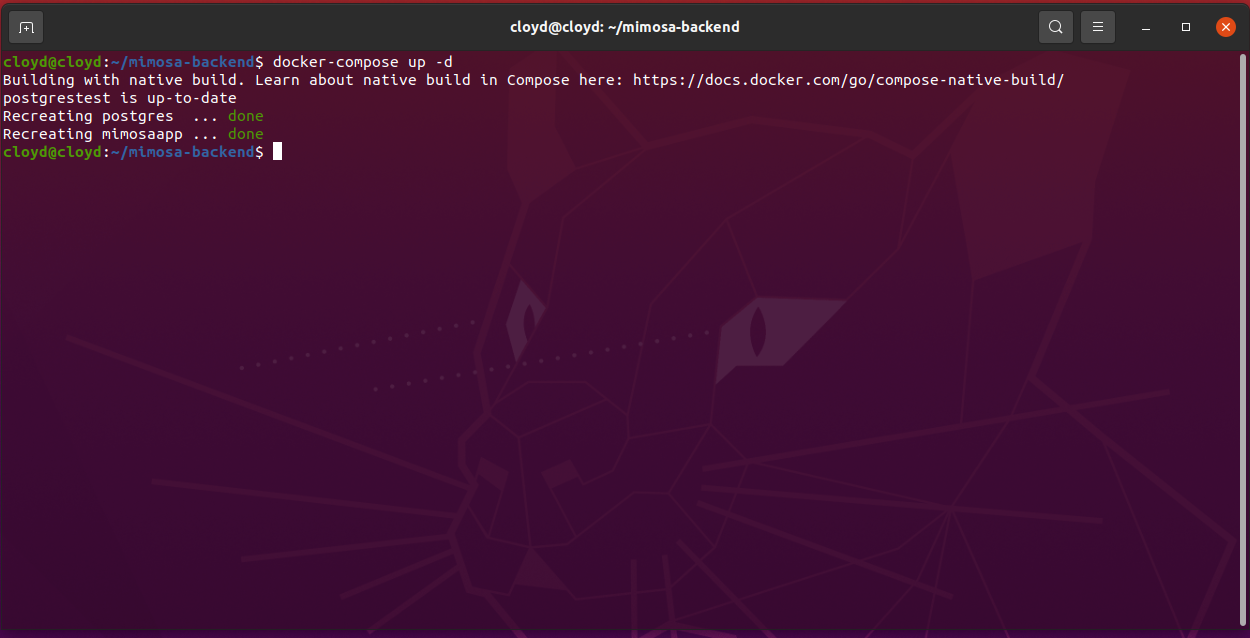 cloyd@cloyd: ~/mimosa-backend
cloyd@cloyd:~/mimosa-backend$ docker-compose up -d
Building with native build. Learn about native build in Compose here: https://docs.docker.com/go/compose-native-build/
postgrestest is up-to-date
Recreating postgres  ... done
Recreating mimosaapp ... done
cloyd@cloyd:~/mimosa-backend$